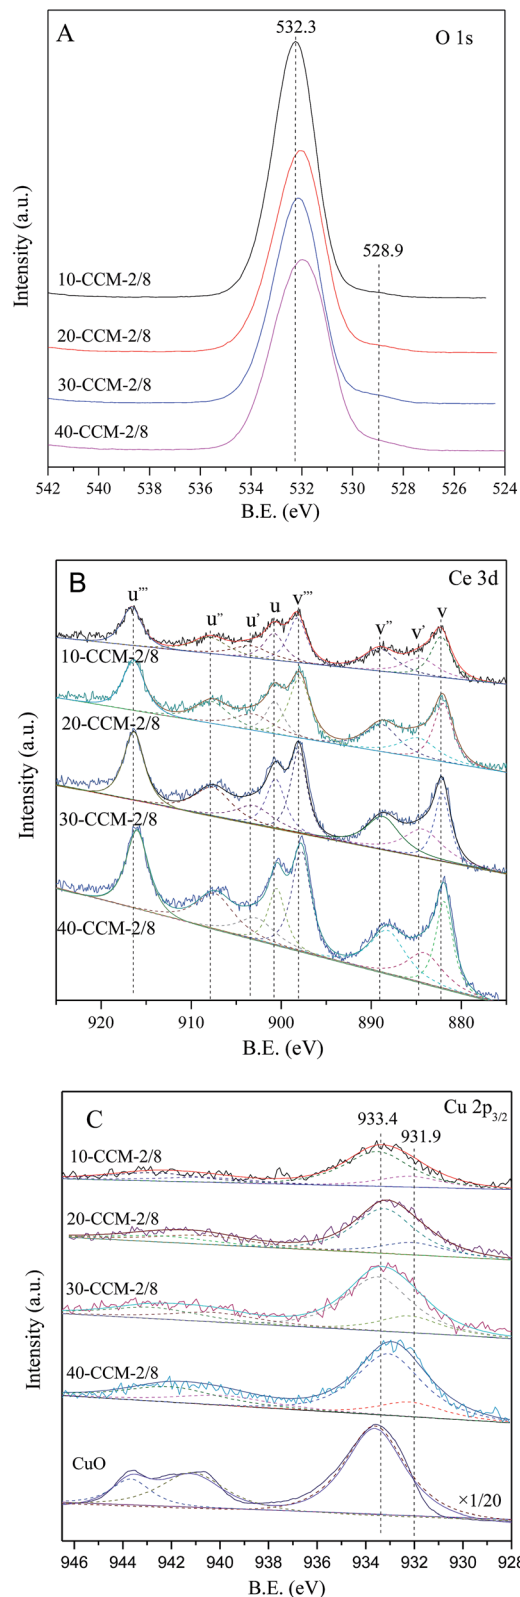 A
532.3
O 1s
528.9
10-CCM-2/8
20-CCM-2/8
30-CCM-2/8
40-CCM-2/8
Intensity (a.u.)
542 540 538 536 534 532 530 528 526 524
B.E. (eV)
B
Ce 3d
u''' u'' u' u v''' v'' v' v
10-CCM-2/8
20-CCM-2/8
30-CCM-2/8
40-CCM-2/8
Intensity (a.u.)
920 910 900 890 880
B.E. (eV)
C
933.4
Cu 2p3/2
931.9
10-CCM-2/8
20-CCM-2/8
30-CCM-2/8
40-CCM-2/8
CuO
×1/20
Intensity (a.u.)
946 944 942 940 938 936 934 932 930 928
B.E. (eV)